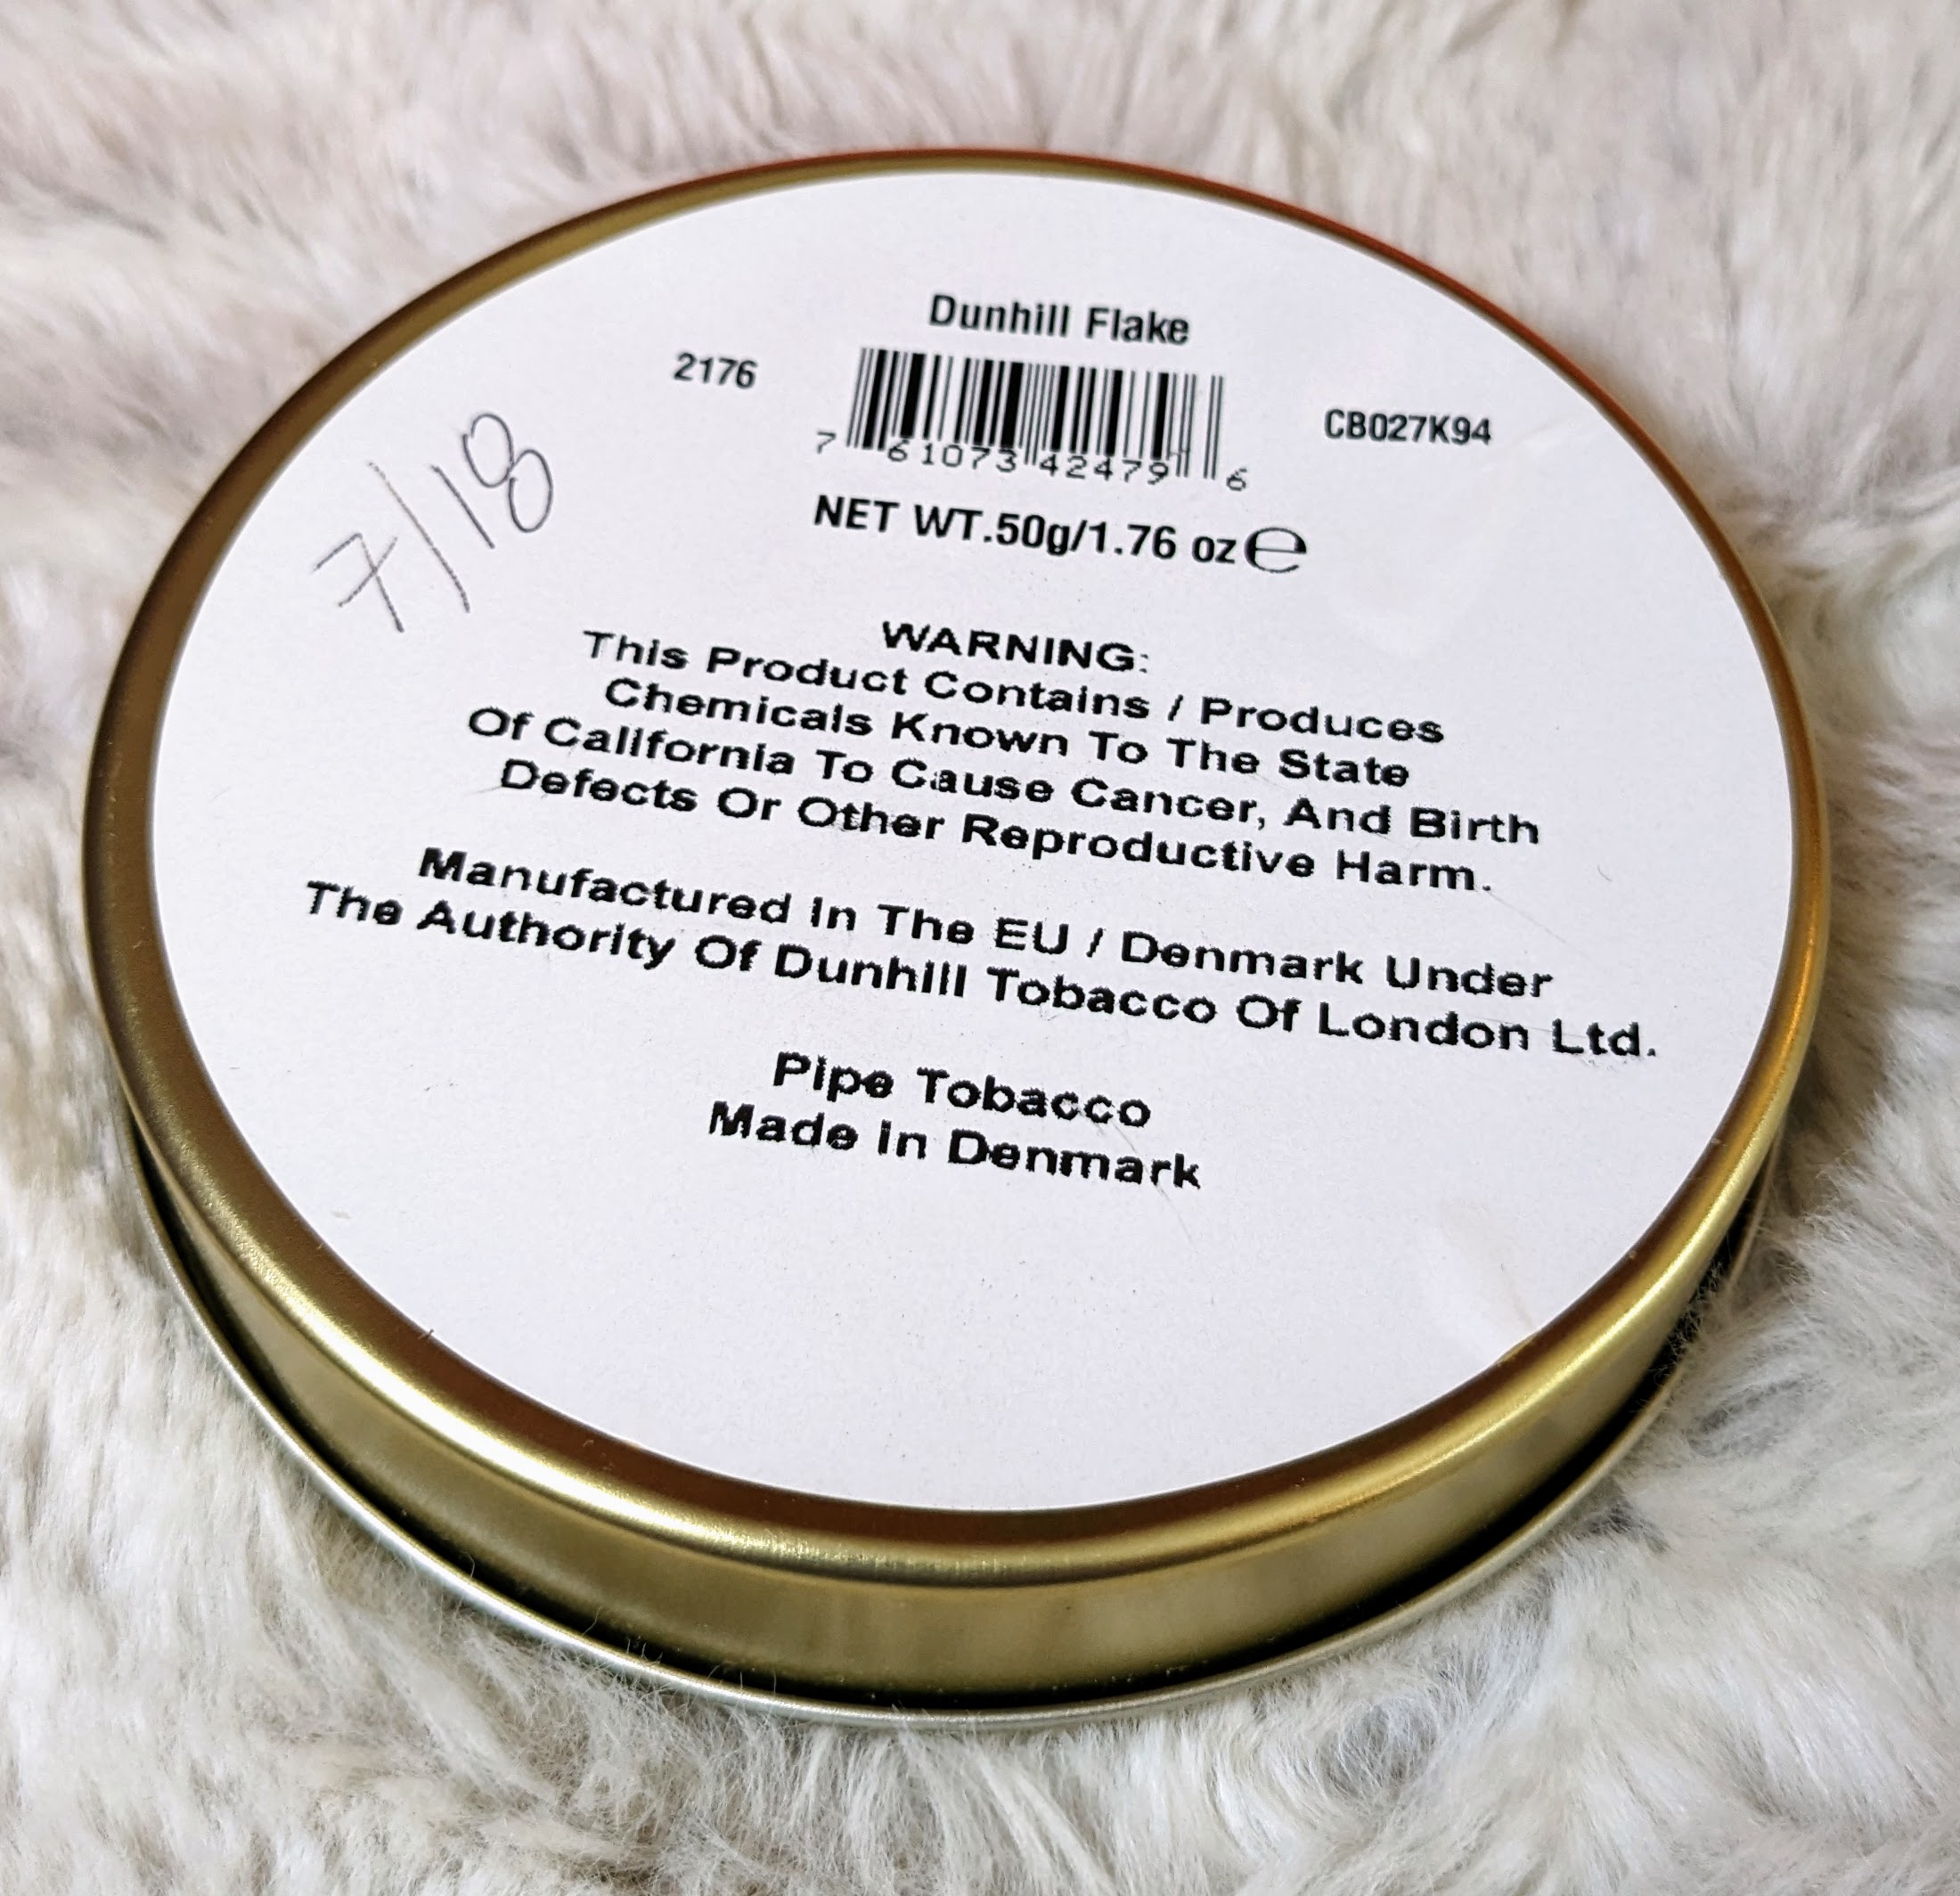 Dunhill Flake
2176
CB027K94
7 61073 42479 6
7/18
NET WT.50g/1.76 oz ℮
WARNING:
This Product Contains / Produces
Chemicals Known To The State
Of California To Cause Cancer, And Birth
Defects Or Other Reproductive Harm.
Manufactured In The EU / Denmark Under
The Authority Of Dunhill Tobacco Of London Ltd.
Pipe Tobacco
Made In Denmark